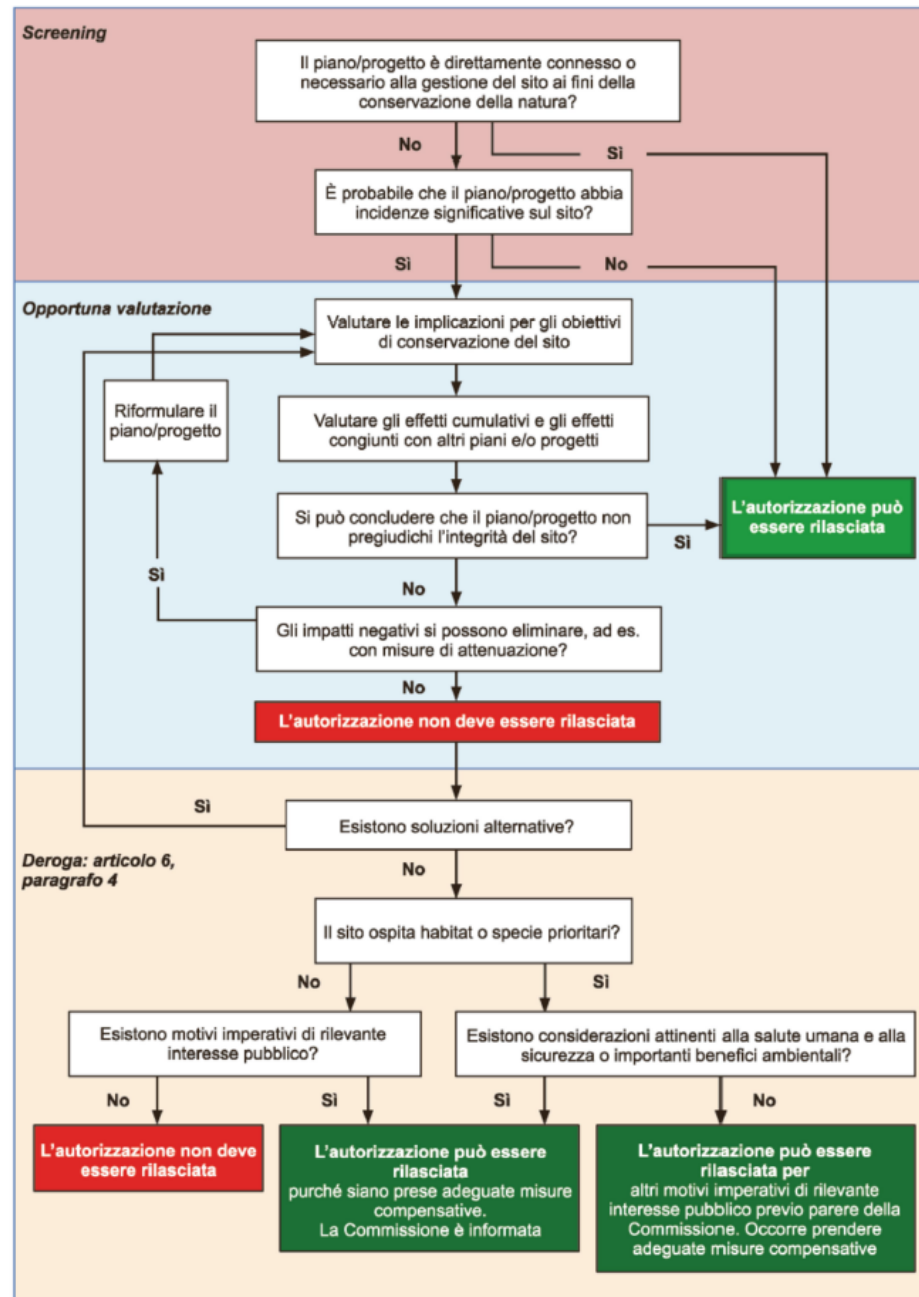 Screening
Il piano/progetto è direttamente connesso o
necessario alla gestione del sito ai fini della
conservazione della natura?
No
Sì
È probabile che il piano/progetto abbia
incidenze significative sul sito?
Sì
No
Opportuna valutazione
Valutare le implicazioni per gli obiettivi
di conservazione del sito
Riformulare il
piano/progetto
Valutare gli effetti cumulativi e gli effetti
congiunti con altri piani e/o progetti
L'autorizzazione può
essere rilasciata
Si può concludere che il piano/progetto non
pregiudichi l'integrità del sito?
Sì
No
Sì
Gli impatti negativi si possono eliminare, ad es.
con misure di attenuazione?
No
L'autorizzazione non deve essere rilasciata
Sì
Esistono soluzioni alternative?
Deroga: articolo 6,
paragrafo 4
No
Il sito ospita habitat o specie prioritari?
No
Sì
Esistono motivi imperativi di rilevante
interesse pubblico?
Esistono considerazioni attinenti alla salute umana e alla
sicurezza o importanti benefici ambientali?
No
Sì
Sì
No
L'autorizzazione non deve
essere rilasciata
L'autorizzazione può essere
rilasciata
purché siano prese adeguate misure
compensative.
La Commissione è informata
L'autorizzazione può essere
rilasciata per
altri motivi imperativi di rilevante
interesse pubblico previo parere della
Commissione. Occorre prendere
adeguate misure compensative